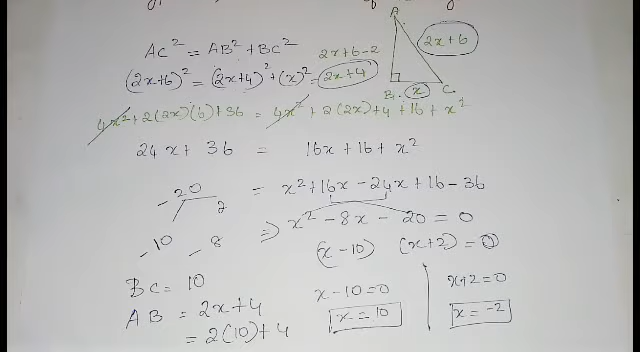 A
AC² = AB² + BC²
2x+6-2
2x+6
(2x+6)² = (2x+4)² + (x)²
2x+4
B. x C.
4x² + 2(2x)(6) + 36 = 4x² + 2(2x)+4 + 16 + x²
24x + 36 = 16x + 16 + x²
-20 = x² + 16x - 24x + 16 - 36
2
⇒ x² - 8x - 20 = 0
-10 - 8
(x-10) (x+2) = 0
BC = 10
x - 10 = 0 x+2 = 0
AB = 2x+4
x = 10 x = -2
= 2(10) + 4